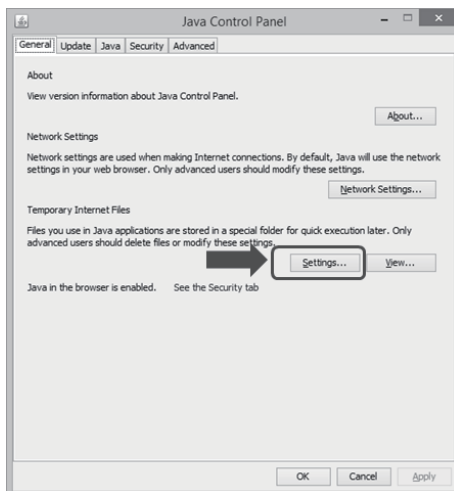 Java Control Panel
General Update Java Security Advanced
About
View version information about Java Control Panel.
About...
Network Settings
Network settings are used when making Internet connections. By default, Java will use the network
settings in your web browser. Only advanced users should modify these settings.
Network Settings...
Temporary Internet Files
Files you use in Java applications are stored in a special folder for quick execution later. Only
advanced users should delete files or modify these settings.
Settings... View...
Java in the browser is enabled. See the Security tab
OK Cancel Apply